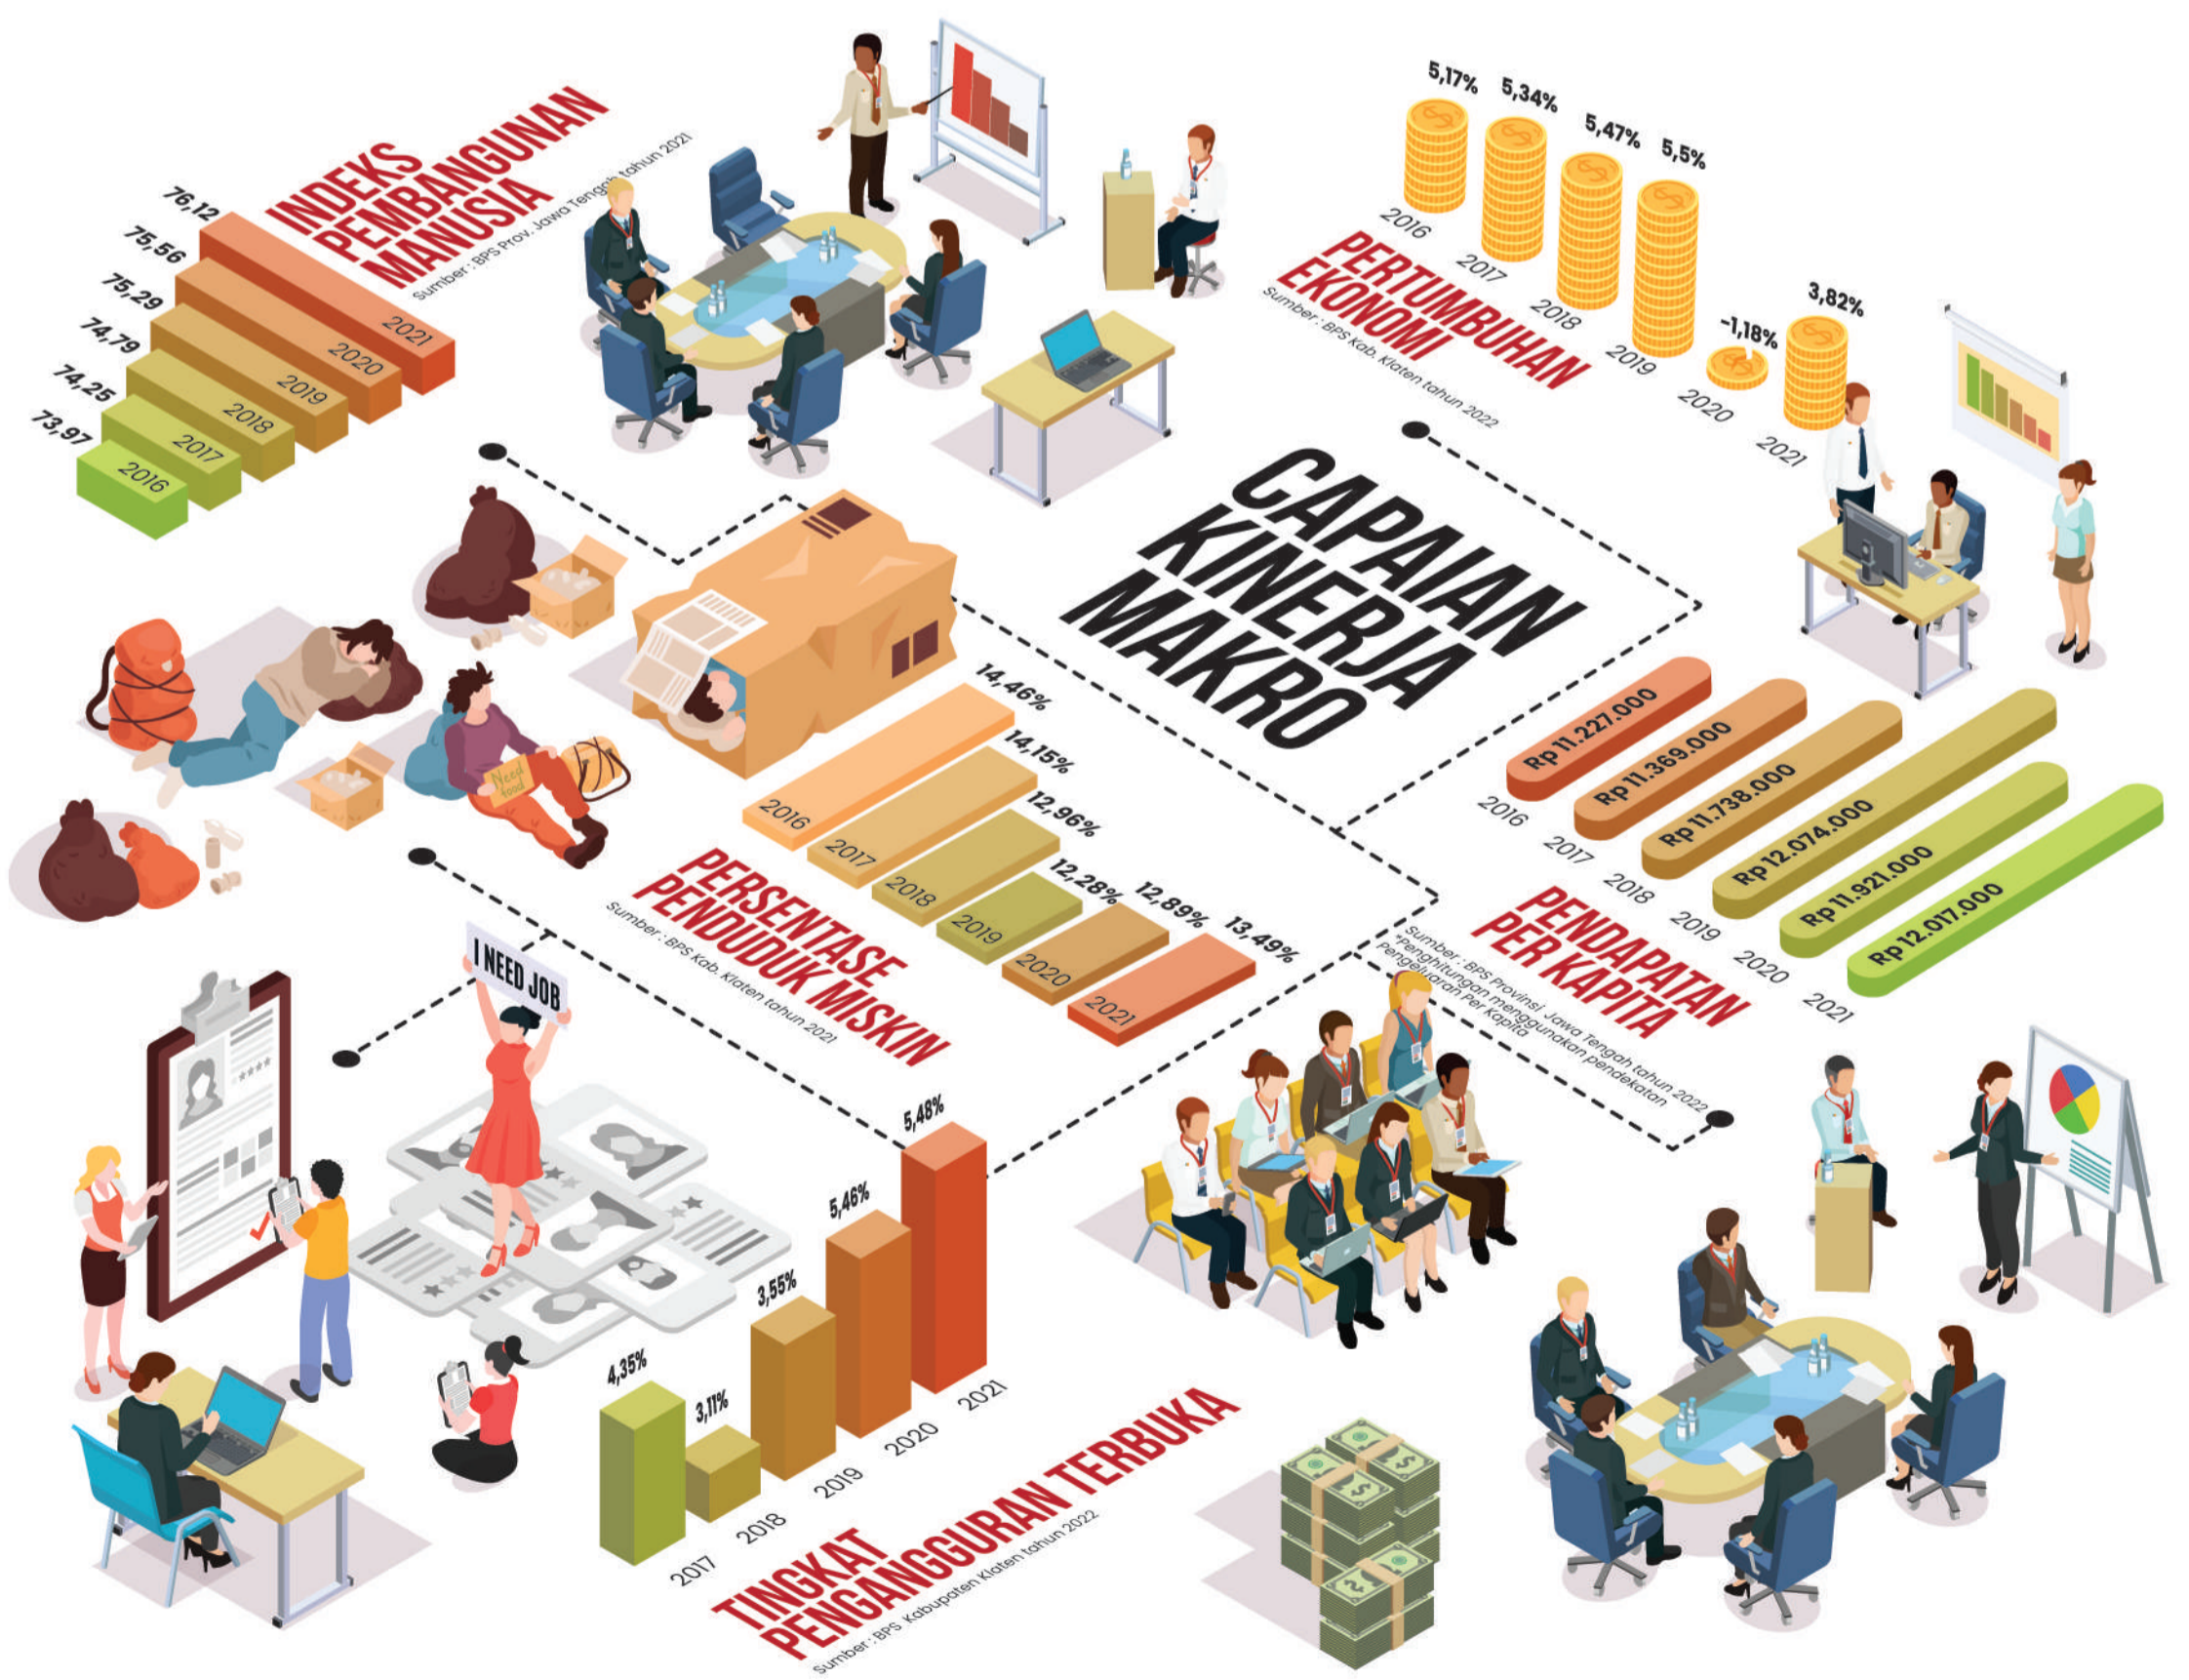 CAPAIAN
KINERJA
MAKRO
INDEKS
PEMBANGUNAN
MANUSIA
Sumber : BPS Prov. Jawa Tengah tahun 2021
76,12
75,56
75,29
74,79
74,25
73,97
2021
2020
2019
2018
2017
2016
5,17%
5,34%
5,47%
5,5%
-1,18%
3,82%
2016
2017
2018
2019
2020
2021
PERTUMBUHAN
EKONOMI
Sumber : BPS Kab. Klaten tahun 2022
Need
food
14,46%
14,15%
12,96%
12,28%
12,89%
13,49%
2016
2017
2018
2019
2020
2021
PERSENTASE
PENDUDUK MISKIN
Sumber : BPS Kab. Klaten tahun 2021
Rp 11.227.000
Rp 11.369.000
Rp 11.738.000
Rp 12.074.000
Rp 11.921.000
Rp 12.017.000
2016
2017
2018
2019
2020
2021
PENDAPATAN
PER KAPITA
Sumber : BPS Provinsi Jawa Tengah tahun 2022
*Penghitungan menggunakan pendekatan
Pengeluaran Per Kapita
I NEED JOB
4,35%
3,11%
3,55%
5,46%
5,48%
2017
2018
2019
2020
2021
TINGKAT
PENGANGGURAN TERBUKA
Sumber : BPS Kabupaten Klaten tahun 2022